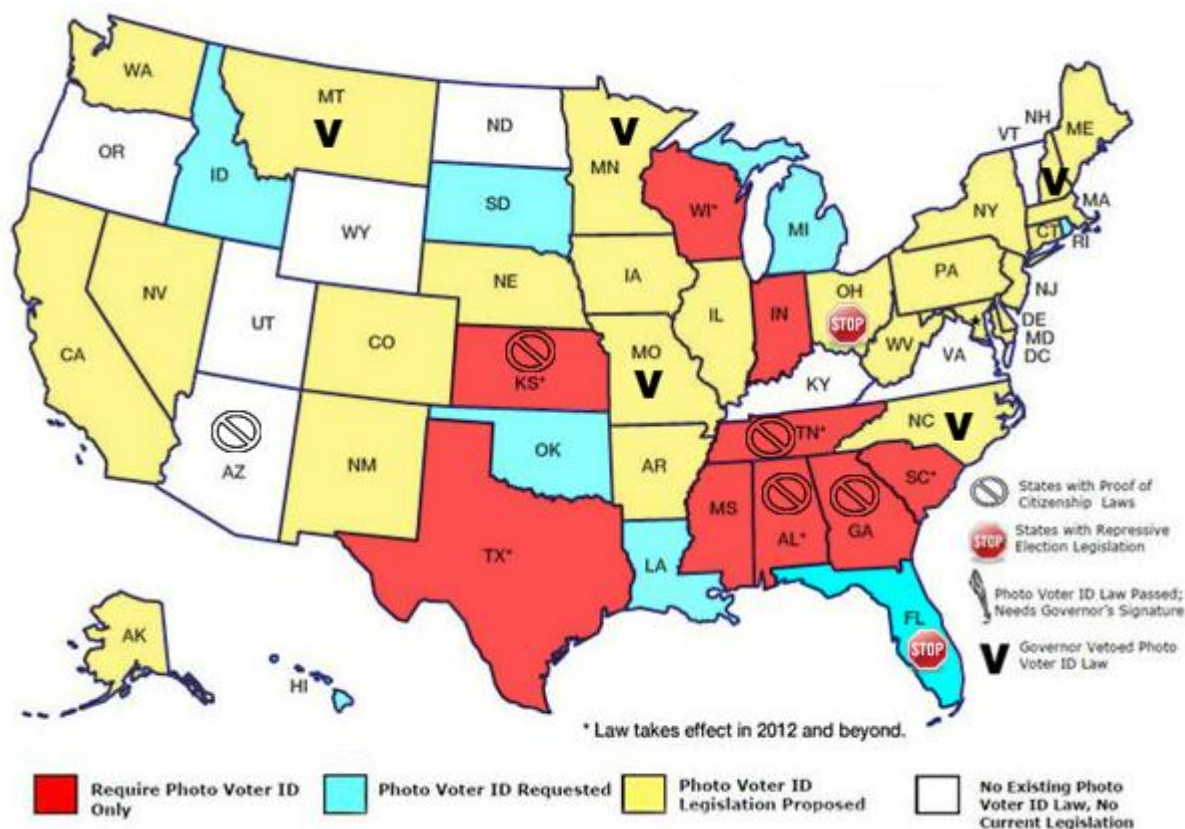 WA
MT
V
ND
MN
V
OR
ID
SD
WI*
MI
NH
VT
ME
V
MA
NY
CT
RI
WY
NE
IA
PA
NJ
NV
UT
CO
IL
IN
OH
STOP
DE
MD
DC
WV
VA
CA
KS*
MO
V
KY
AZ
NM
OK
AR
TN*
NC
V
SC*
MS
AL*
GA
TX*
LA
FL
STOP
AK
HI
States with Proof of
Citizenship Laws
STOP
States with Repressive
Election Legislation
Photo Voter ID Law Passed;
Needs Governor's Signature
V
Governor Vetoed Photo
Voter ID Law
* Law takes effect in 2012 and beyond.
Require Photo Voter ID
Only
Photo Voter ID Requested
Photo Voter ID
Legislation Proposed
No Existing Photo
Voter ID Law, No
Current Legislation